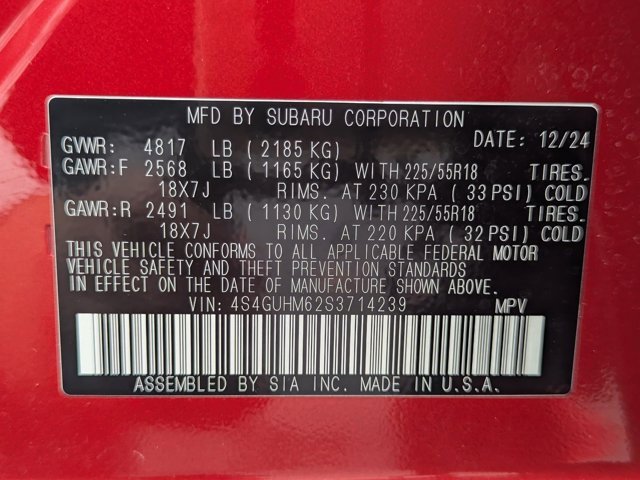 MFD BY SUBARU CORPORATION
GVWR: 4817 LB ( 2185 KG) DATE: 12/24
GAWR:F 2568 LB ( 1165 KG) WITH 225/55R18 TIRES.
18X7J RIMS. AT 230 KPA ( 33 PSI) COLD
GAWR:R 2491 LB ( 1130 KG) WITH 225/55R18 TIRES.
18X7J RIMS. AT 220 KPA ( 32 PSI) COLD
THIS VEHICLE CONFORMS TO ALL APPLICABLE FEDERAL MOTOR
VEHICLE SAFETY AND THEFT PREVENTION STANDARDS
IN EFFECT ON THE DATE OF MANUFACTURE SHOWN ABOVE.
VIN: 4S4GUHM62S3714239 MPV
ASSEMBLED BY SIA INC. MADE IN U.S.A.